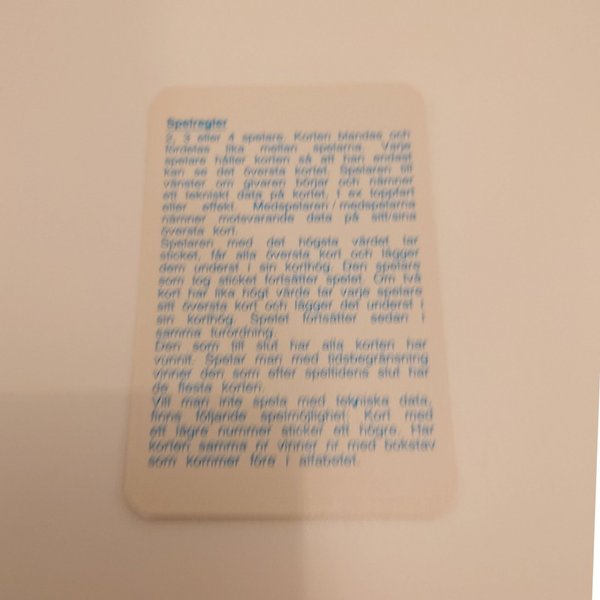 Spelregler
2, 3 eller 4 spelare. Korten blandas och
fördelas lika mellan spelarna. Varje
spelare håller korten så att han endast
kan se det översta kortet. Spelaren till
vänster om givaren börjar och nämner
ett tekniskt data på kortet, t ex toppfart
eller effekt. Medspelaren/medspelarna
nämner motsvarande data på sitt/sina
översta kort.
Spelaren med det högsta värdet tar
sticket, får alla översta kort och lägger
dem underst i sin korthög. Den spelare
som tog sticket fortsätter spelet. Om två
kort har lika högt värde tar varje spelare
sitt översta kort och lägger det underst i
sin korthög. Spelet fortsätter sedan i
samma turordning.
Den som till slut har alla korten har
vunnit. Spelar man med tidsbegränsning
vinner den som efter speltidens slut har
de flesta korten.
Vill man inte spela med tekniska data,
finns följande spelmöjlighet: Kort med
ett lägre nummer sticker ett högre. Har
korten samma nr vinner nr med bokstav
som kommer före i alfabetet.